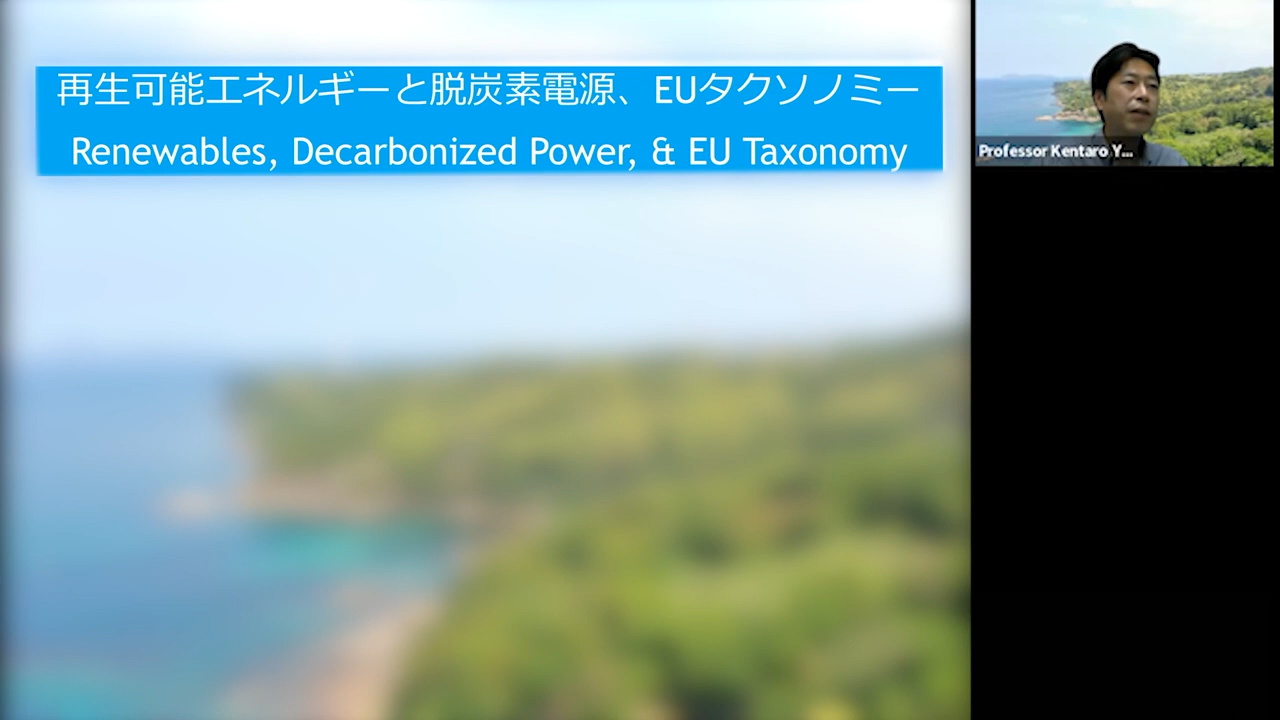 再生可能エネルギーと脱炭素電源、EUタクソノミー
Renewables, Decarbonized Power, & EU Taxonomy
Professor Kentaro Y...